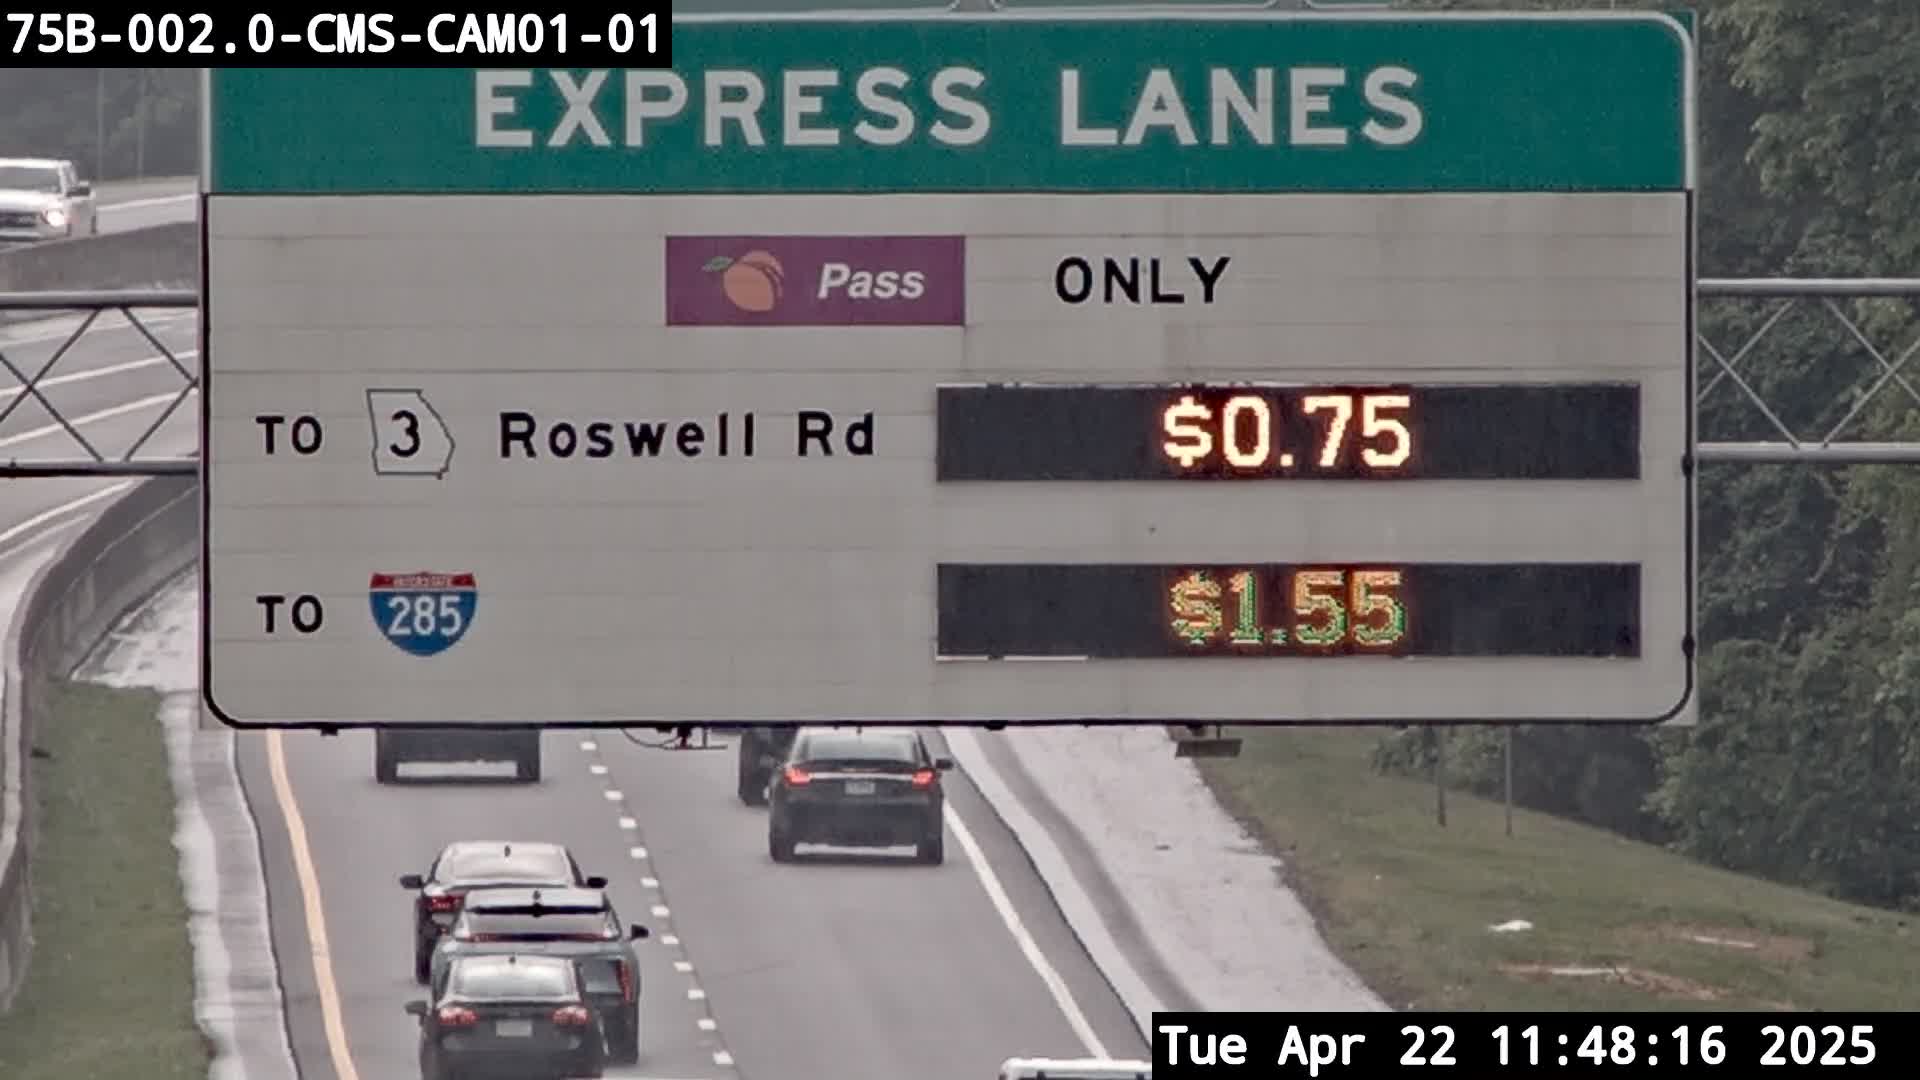 75B-002.0-CMS-CAM01-01
EXPRESS LANES
Pass ONLY
TO 3 Roswell Rd $0.75
TO INTERSTATE 285 $1.55
Tue Apr 22 11:48:16 2025